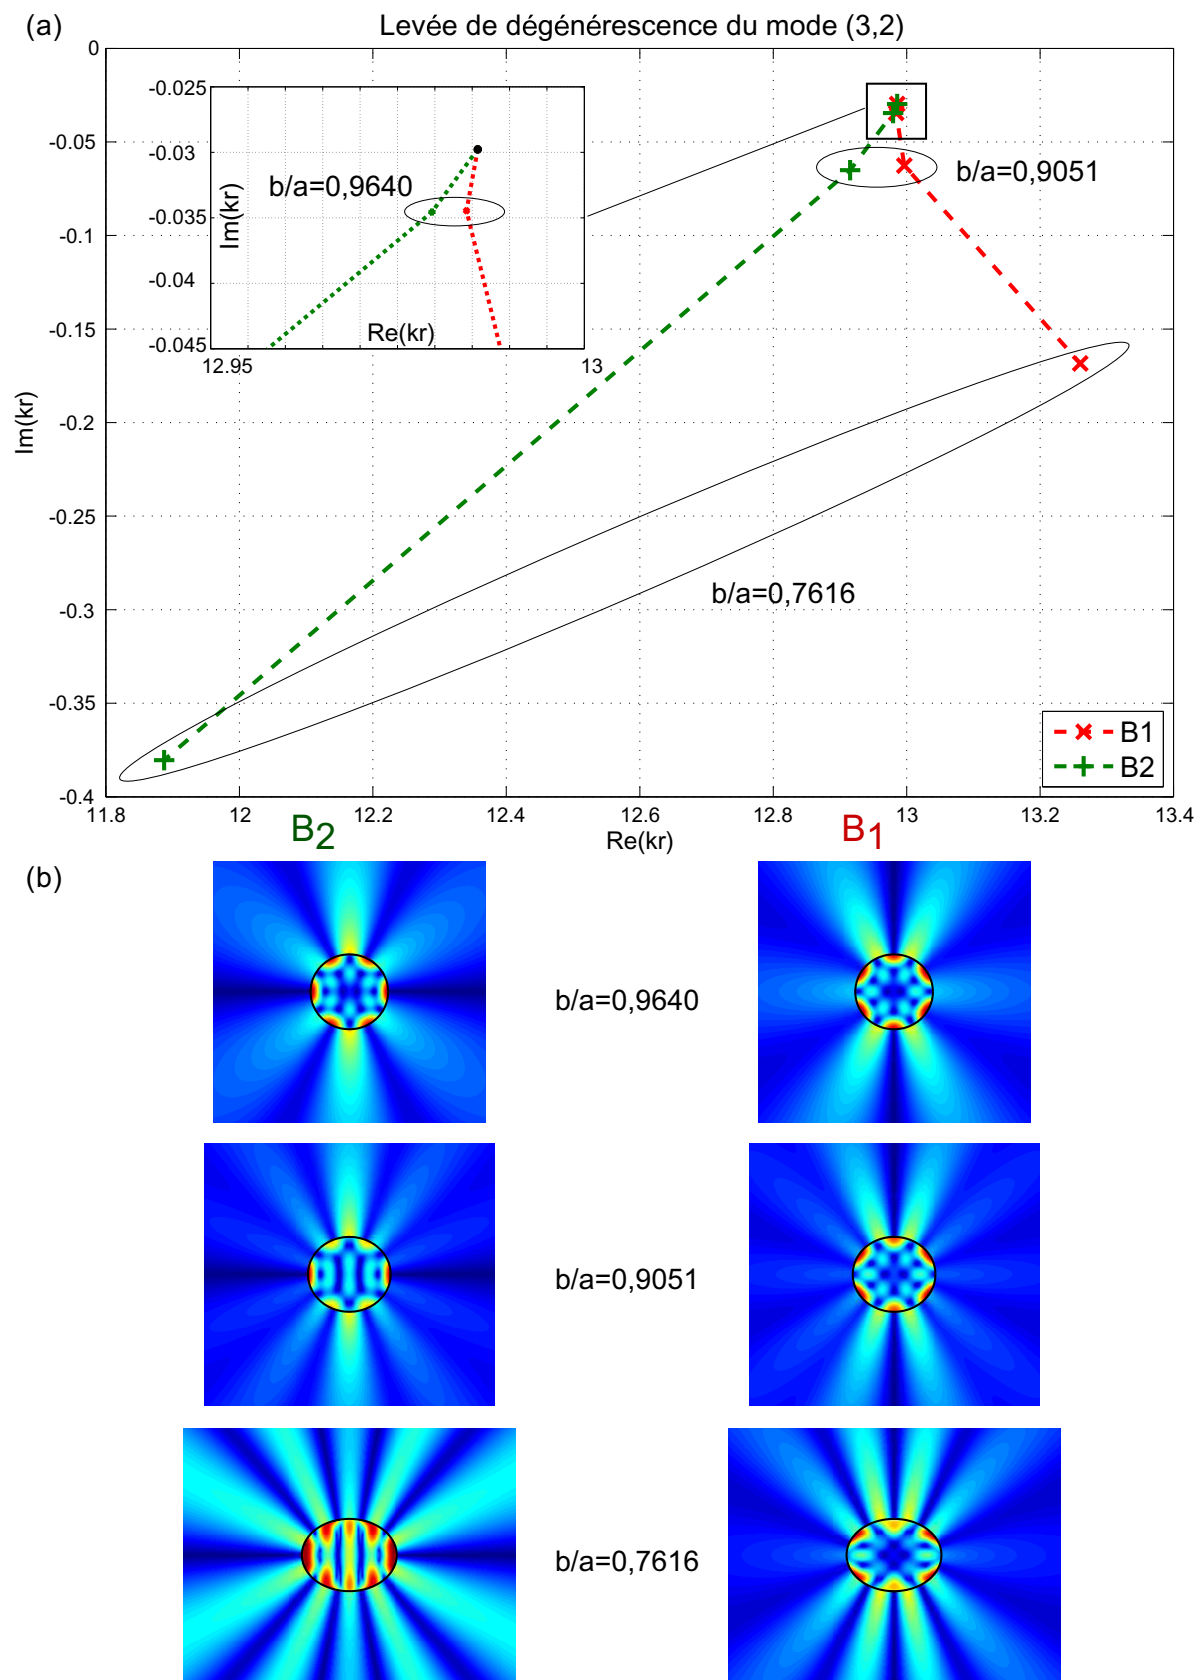 (a)
Levée de dégénérescence du mode (3,2)
0
-0.05
-0.1
-0.15
-0.2
-0.25
-0.3
-0.35
-0.4
Im(kr)
-0.025
-0.03
-0.035
-0.04
-0.045
Im(kr)
b/a=0,9640
Re(kr)
12.95
13
b/a=0,9051
b/a=0,7616
B1
B2
11.8
12
12.2
12.4
12.6
12.8
13
13.2
13.4
Re(kr)
B2
B1
(b)
b/a=0,9640
b/a=0,9051
b/a=0,7616